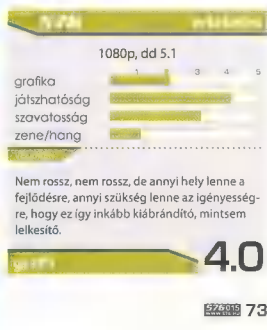 1080p, dd 5.1
1 2 3 4 5
grafika
játszhatóság
szavatosság
zene/hang
Nem rossz, nem rossz, de annyi hely lenne a
fejlődésre, annyi szükség lenne az igényesség-
re, hogy ez így inkább kiábrándító, mintsem
lelkesítő.
4.0
73